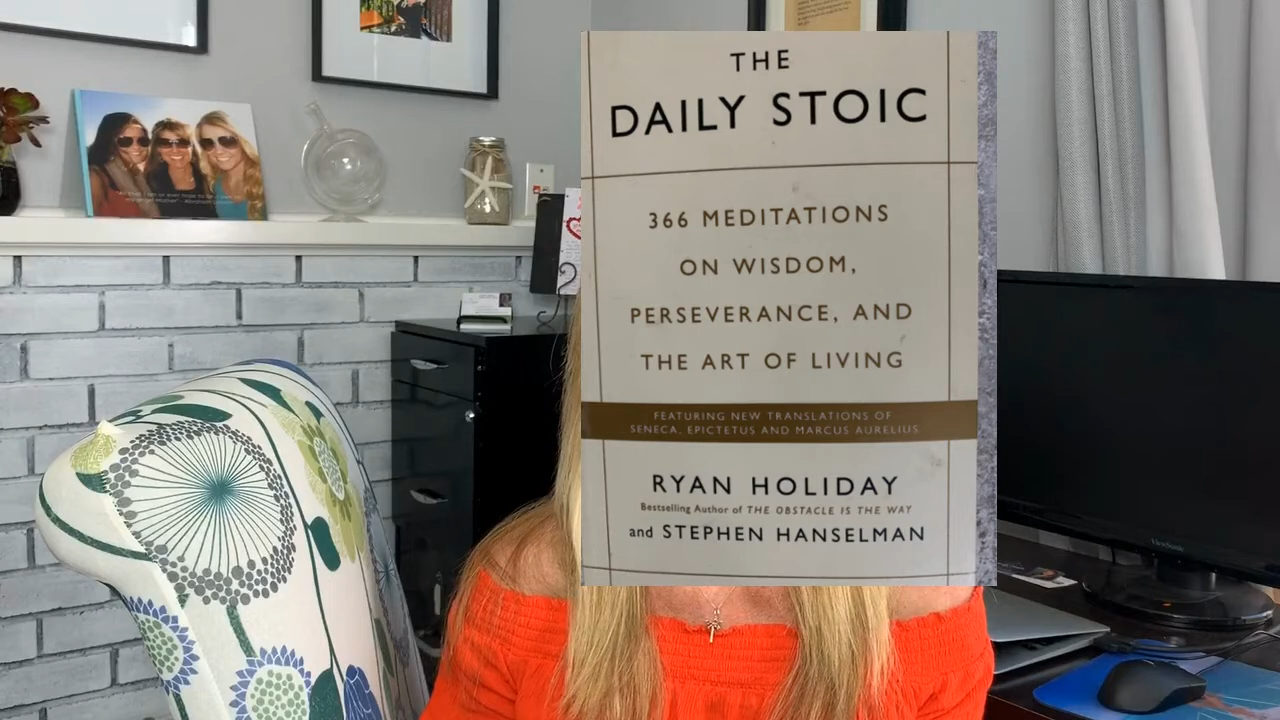 THE
DAILY STOIC
366 MEDITATIONS
ON WISDOM,
PERSEVERANCE, AND
THE ART OF LIVING
FEATURING NEW TRANSLATIONS OF
SENECA, EPICTETUS AND MARCUS AURELIUS
RYAN HOLIDAY
Bestselling Author of THE OBSTACLE IS THE WAY
and STEPHEN HANSELMAN
ViewSonic